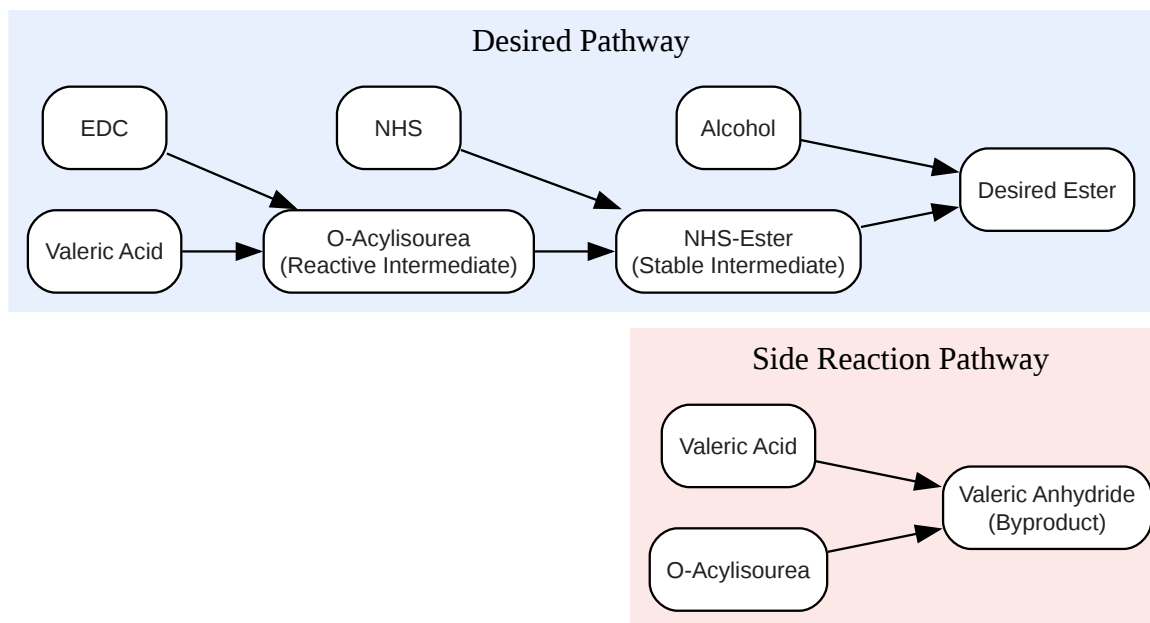 Desired Pathway
EDC
NHS
Alcohol
Desired Ester
Valeric Acid
O-Acylisourea
(Reactive Intermediate)
NHS-Ester
(Stable Intermediate)
Side Reaction Pathway
Valeric Acid
Valeric Anhydride
(Byproduct)
O-Acylisourea